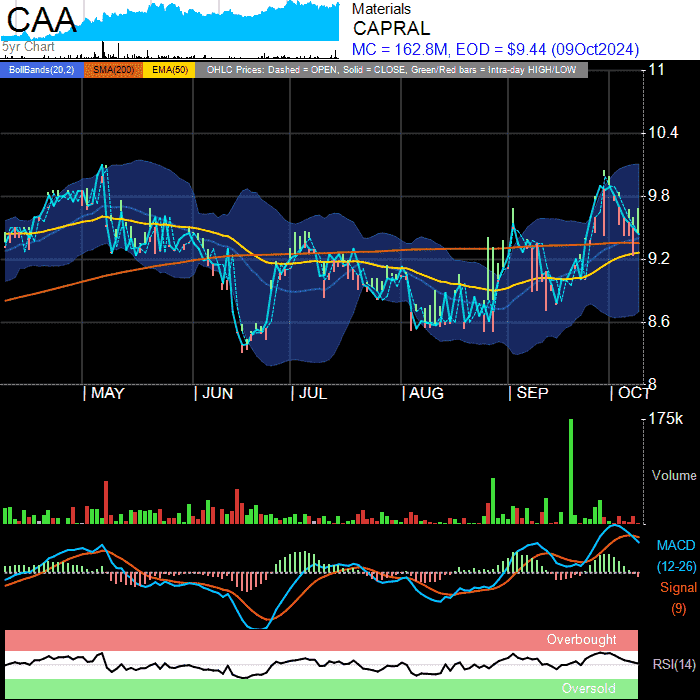 CAA
Materials
CAPRAL
MC = 162.8M, EOD = $9.44 (09Oct2024)
5yr Chart
BollBands(20,2) SMA(200) EMA(50) OHLC Prices: Dashed = OPEN, Solid = CLOSE, Green/Red bars = Intra-day HIGH/LOW
11
10.4
9.8
9.2
8.6
8
MAY JUN JUL AUG SEP OCT
175k
Volume
MACD
(12-26)
Signal
(9)
Overbought
RSI(14)
Oversold